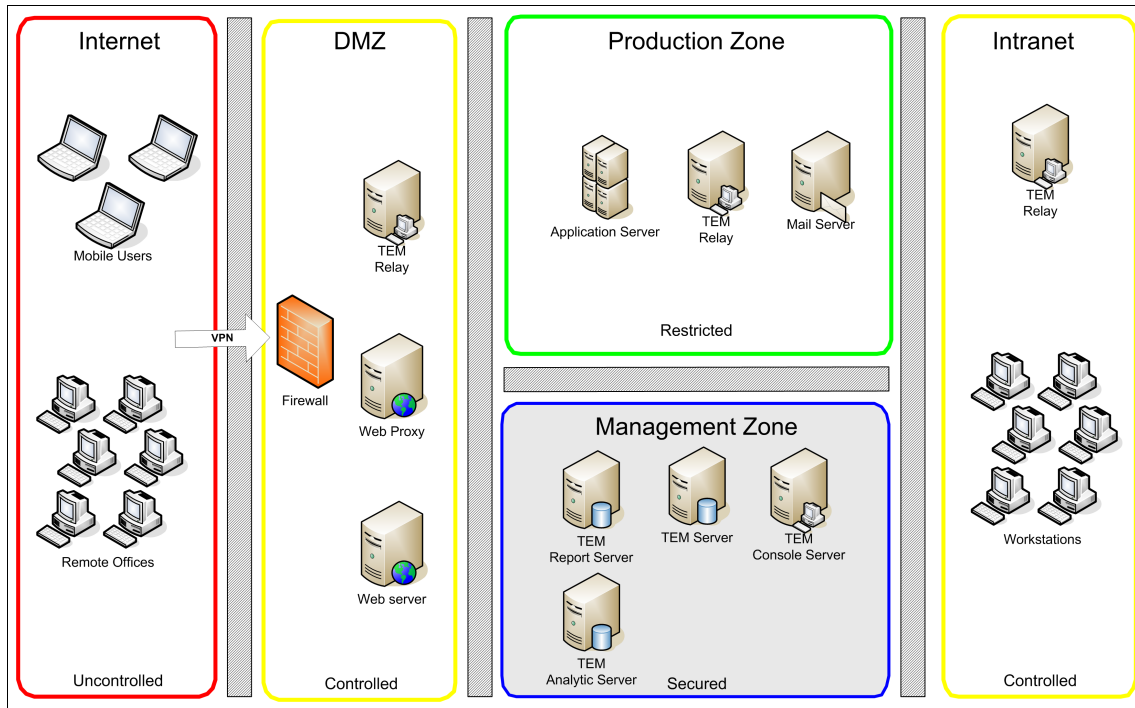 Internet
Mobile Users
Remote Offices
Uncontrolled
VPN
DMZ
TEM
Relay
Firewall
Web Proxy
Web server
Controlled
Production Zone
Application Server
TEM
Relay
Mail Server
Restricted
Management Zone
TEM
Report Server
TEM Server
TEM
Console Server
TEM
Analytic Server
Secured
Intranet
TEM
Relay
Workstations
Controlled